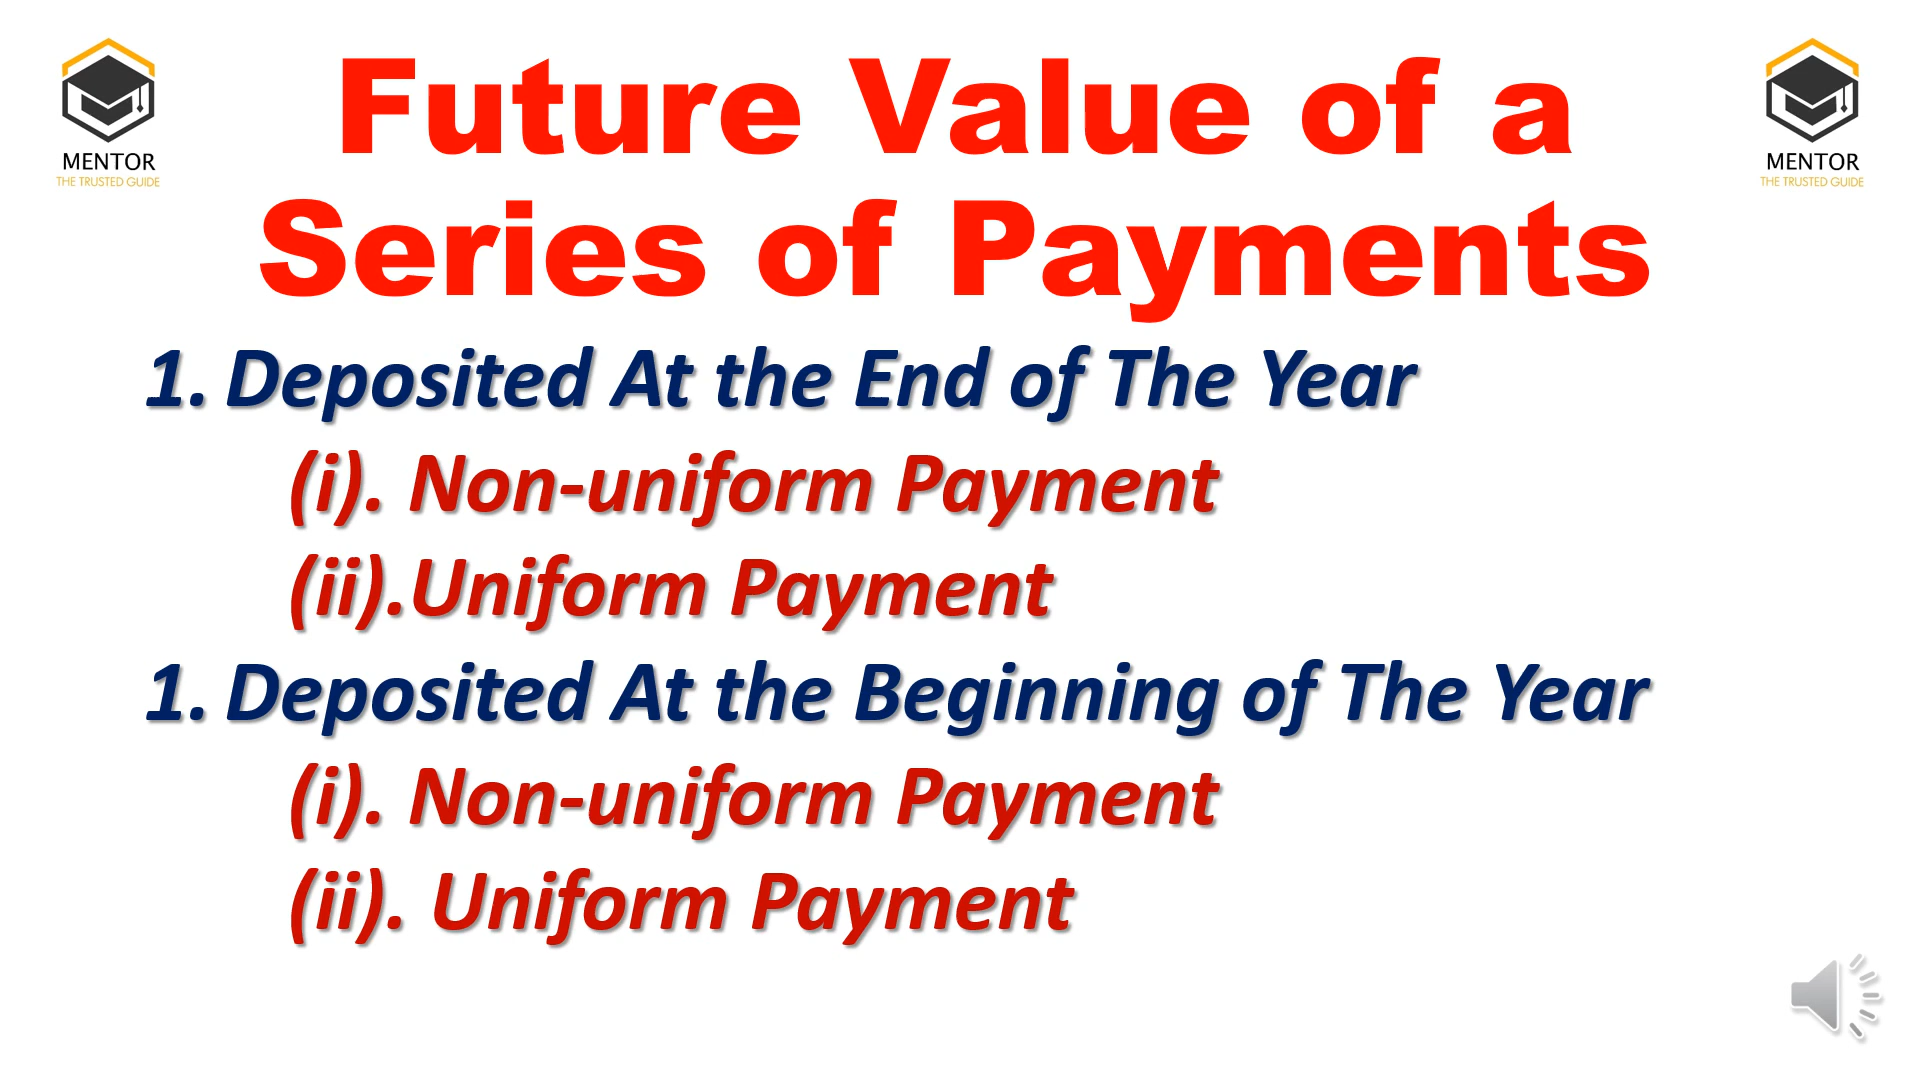 MENTOR
THE TRUSTED GUIDE
MENTOR
THE TRUSTED GUIDE
Future Value of a
Series of Payments
1. Deposited At the End of The Year
(i). Non-uniform Payment
(ii).Uniform Payment
1. Deposited At the Beginning of The Year
(i). Non-uniform Payment
(ii). Uniform Payment